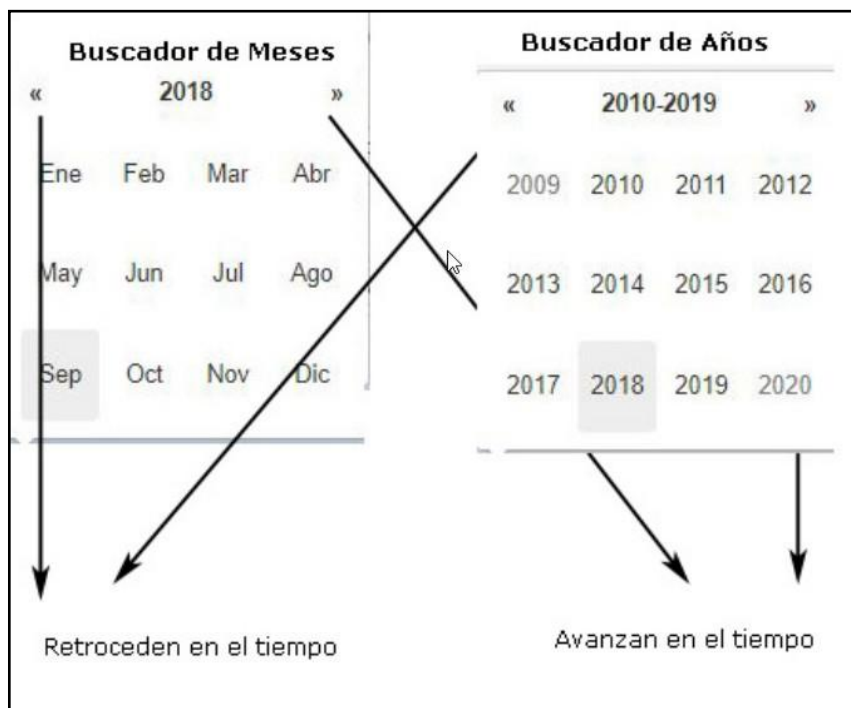 Buscador de Meses
« 2018 »
Ene Feb Mar Abr
May Jun Jul Ago
Sep Oct Nov Dic
Buscador de Años
« 2010-2019 »
2009 2010 2011 2012
2013 2014 2015 2016
2017 2018 2019 2020
Retroceden en el tiempo
Avanzan en el tiempo